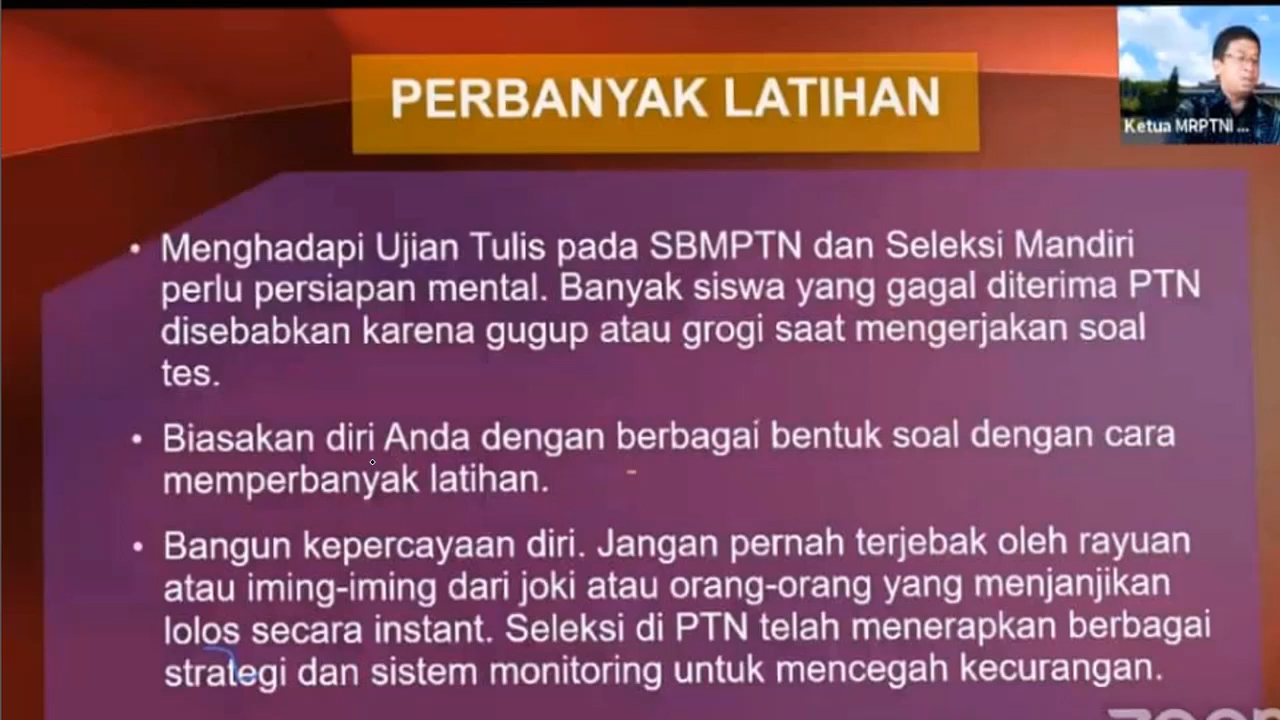 PERBANYAK LATIHAN
Ketua MRPTNI ...
• Menghadapi Ujian Tulis pada SBMPTN dan Seleksi Mandiri
perlu persiapan mental. Banyak siswa yang gagal diterima PTN
disebabkan karena gugup atau grogi saat mengerjakan soal
tes.
• Biasakan diri Anda dengan berbagai bentuk soal dengan cara
memperbanyak latihan.
• Bangun kepercayaan diri. Jangan pernah terjebak oleh rayuan
atau iming-iming dari joki atau orang-orang yang menjanjikan
lolos secara instant. Seleksi di PTN telah menerapkan berbagai
strategi dan sistem monitoring untuk mencegah kecurangan.